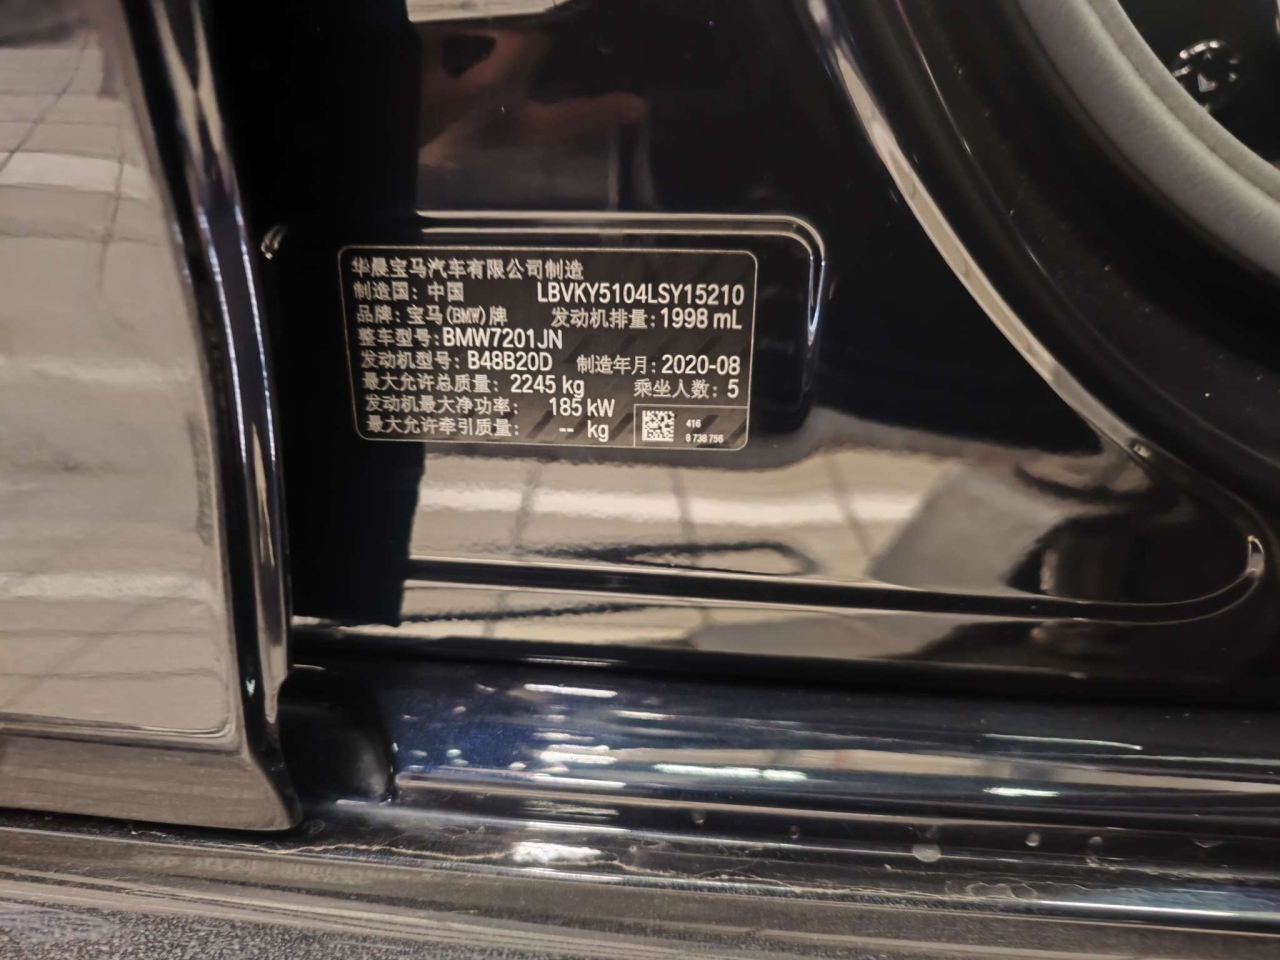 华晨宝马汽车有限公司制造
制造国：中国 LBVKY5104LSY15210
品牌：宝马(BMW)牌 发动机排量：1998 mL
整车型号：BMW7201JN
发动机型号：B48B20D 制造年月：2020-08
最大允许总质量：2245 kg 乘坐人数：5
发动机最大净功率：185 kW
最大允许牵引质量：-- kg
416
8 738 756